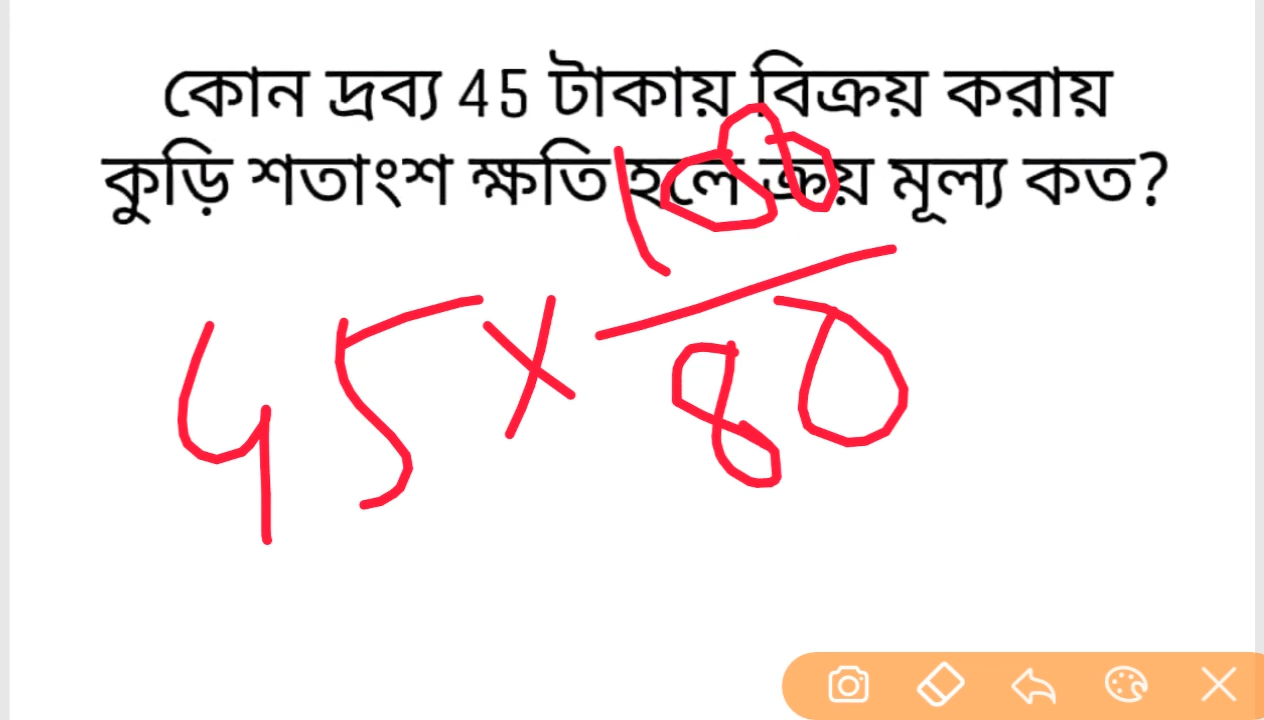 কোন দ্রব্য 45 টাকায় বিক্রয় করায়
কুড়ি শতাংশ ক্ষতি হলে ক্রয় মূল্য কত?
100
45 ×
80